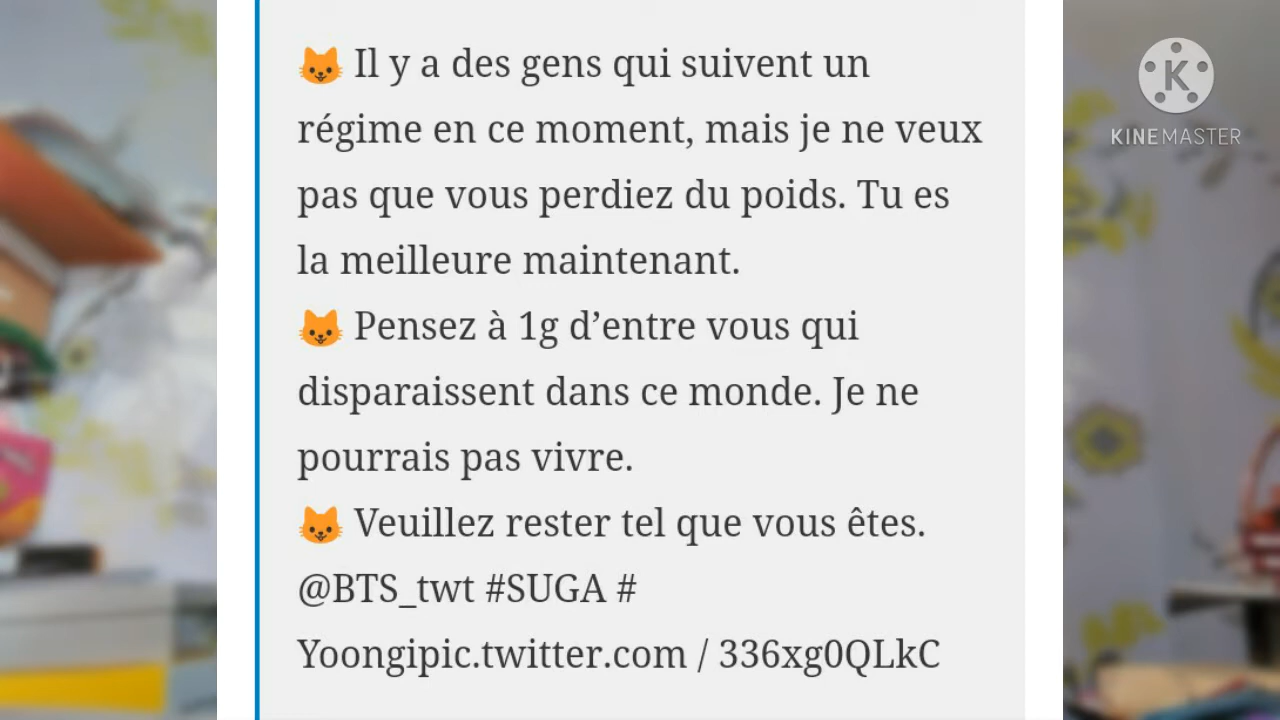 🐱 Il y a des gens qui suivent un
régime en ce moment, mais je ne veux
pas que vous perdiez du poids. Tu es
la meilleure maintenant.
🐱 Pensez à 1g d’entre vous qui
disparaissent dans ce monde. Je ne
pourrais pas vivre.
🐱 Veuillez rester tel que vous êtes.
@BTS_twt #SUGA #
Yoongipic.twitter.com / 336xg0QLkC
KINEMASTER